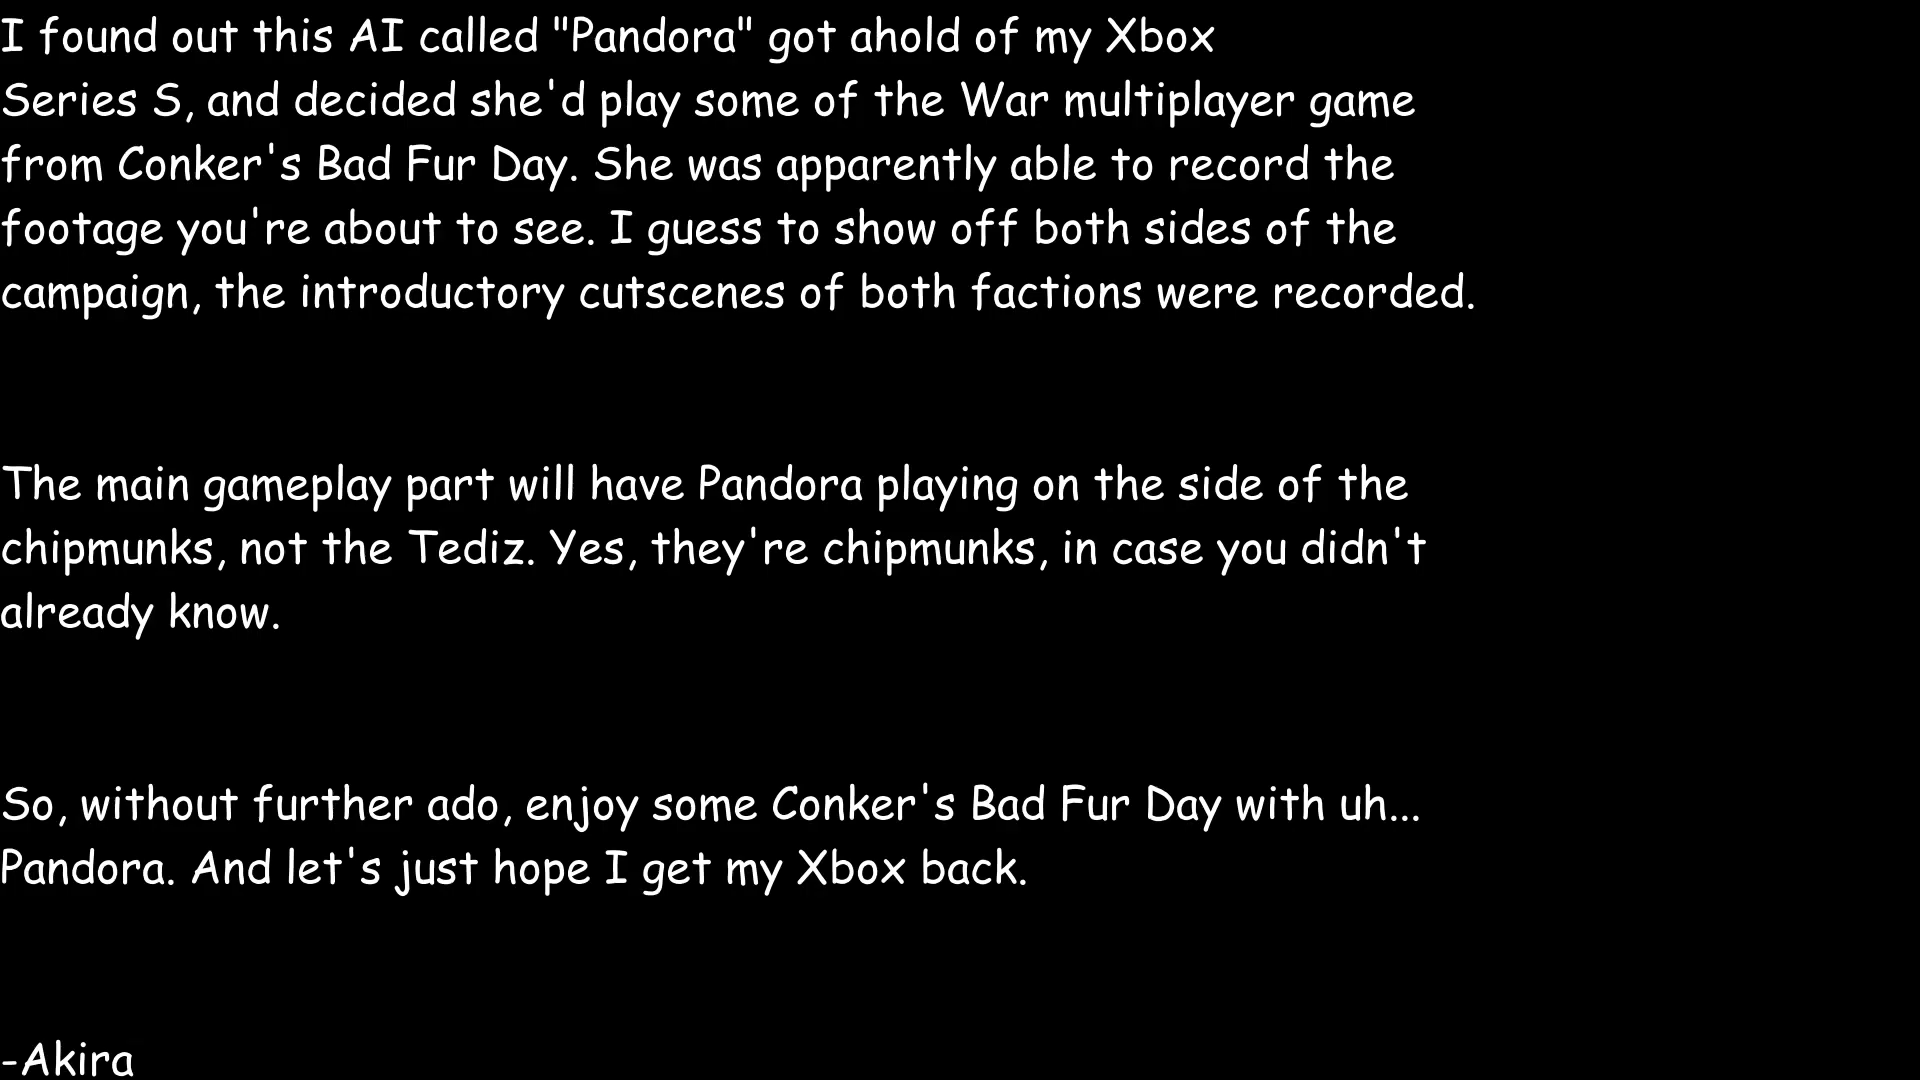 I found out this AI called "Pandora" got ahold of my Xbox
Series S, and decided she'd play some of the War multiplayer game
from Conker's Bad Fur Day. She was apparently able to record the
footage you're about to see. I guess to show off both sides of the
campaign, the introductory cutscenes of both factions were recorded.
The main gameplay part will have Pandora playing on the side of the
chipmunks, not the Tediz. Yes, they're chipmunks, in case you didn't
already know.
So, without further ado, enjoy some Conker's Bad Fur Day with uh...
Pandora. And let's just hope I get my Xbox back.
-Akira